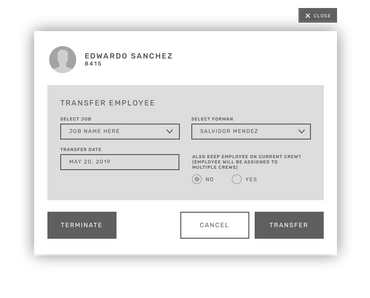 CLOSE
EDWARDO SANCHEZ
8415
TRANSFER EMPLOYEE
SELECT JOB
SELECT FORMAN
JOB NAME HERE
SALVIDOR MENDEZ
TRANSFER DATE
MAY 20, 2019
ALSO KEEP EMPLOYEE ON CURRENT CREW?
(EMPLOYEE WILL BE ASSIGNED TO
MULTIPLE CREWS)
NO
YES
TERMINATE
CANCEL
TRANSFER